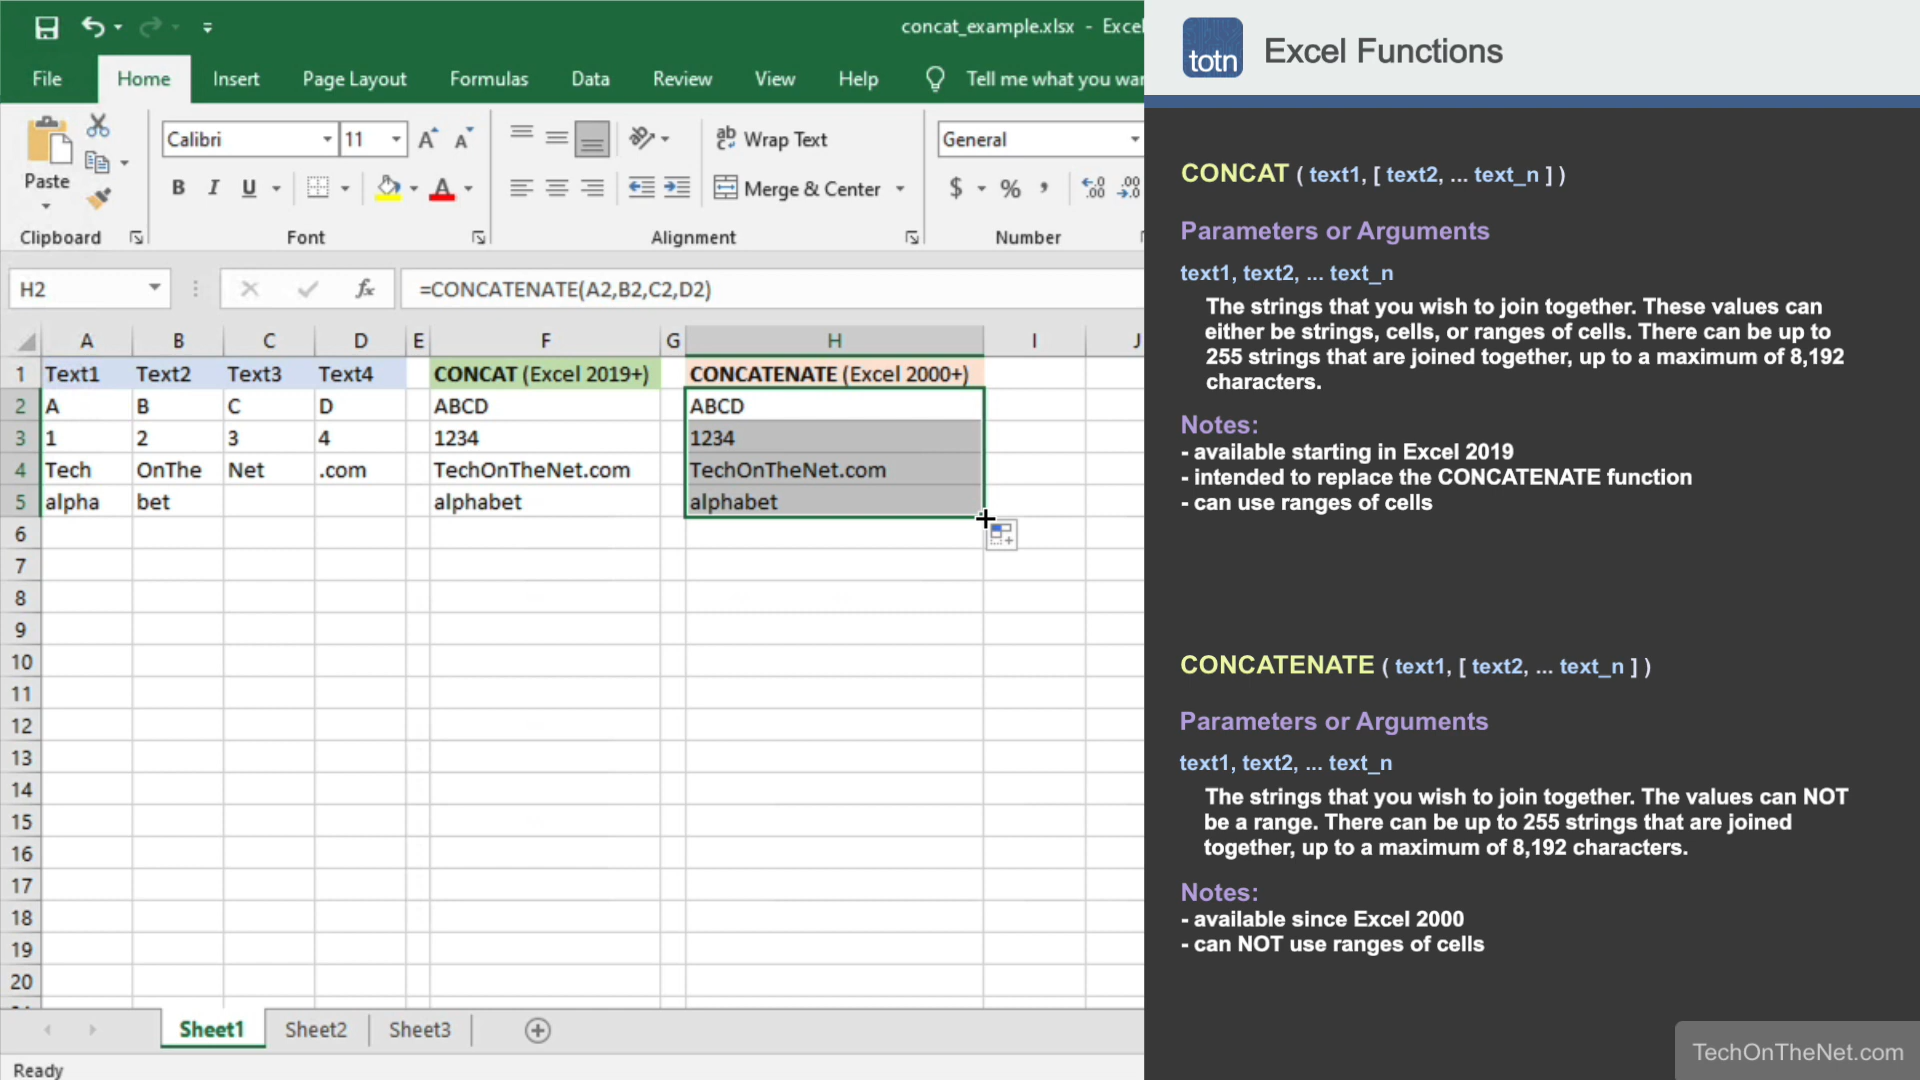 concat_example.xlsx - Excel
File Home Insert Page Layout Formulas Data Review View Help Tell me what you wan
Paste
Calibri 11
Wrap Text
General
B I U
Merge & Center
$ % ,
Clipboard Font Alignment Number
H2 fx =CONCATENATE(A2,B2,C2,D2)
A B C D E F G H I J
1 Text1 Text2 Text3 Text4 CONCAT (Excel 2019+) CONCATENATE (Excel 2000+)
2 A B C D ABCD ABCD
3 1 2 3 4 1234 1234
4 Tech OnThe Net .com TechOnTheNet.com TechOnTheNet.com
5 alpha bet alphabet alphabet
6
7
8
9
10
11
12
13
14
15
16
17
18
19
20
Sheet1 Sheet2 Sheet3
Ready
totn Excel Functions
CONCAT ( text1, [ text2, ... text_n ] )
Parameters or Arguments
text1, text2, ... text_n
The strings that you wish to join together. These values can
either be strings, cells, or ranges of cells. There can be up to
255 strings that are joined together, up to a maximum of 8,192
characters.
Notes:
- available starting in Excel 2019
- intended to replace the CONCATENATE function
- can use ranges of cells
CONCATENATE ( text1, [ text2, ... text_n ] )
Parameters or Arguments
text1, text2, ... text_n
The strings that you wish to join together. The values can NOT
be a range. There can be up to 255 strings that are joined
together, up to a maximum of 8,192 characters.
Notes:
- available since Excel 2000
- can NOT use ranges of cells
TechOnTheNet.com